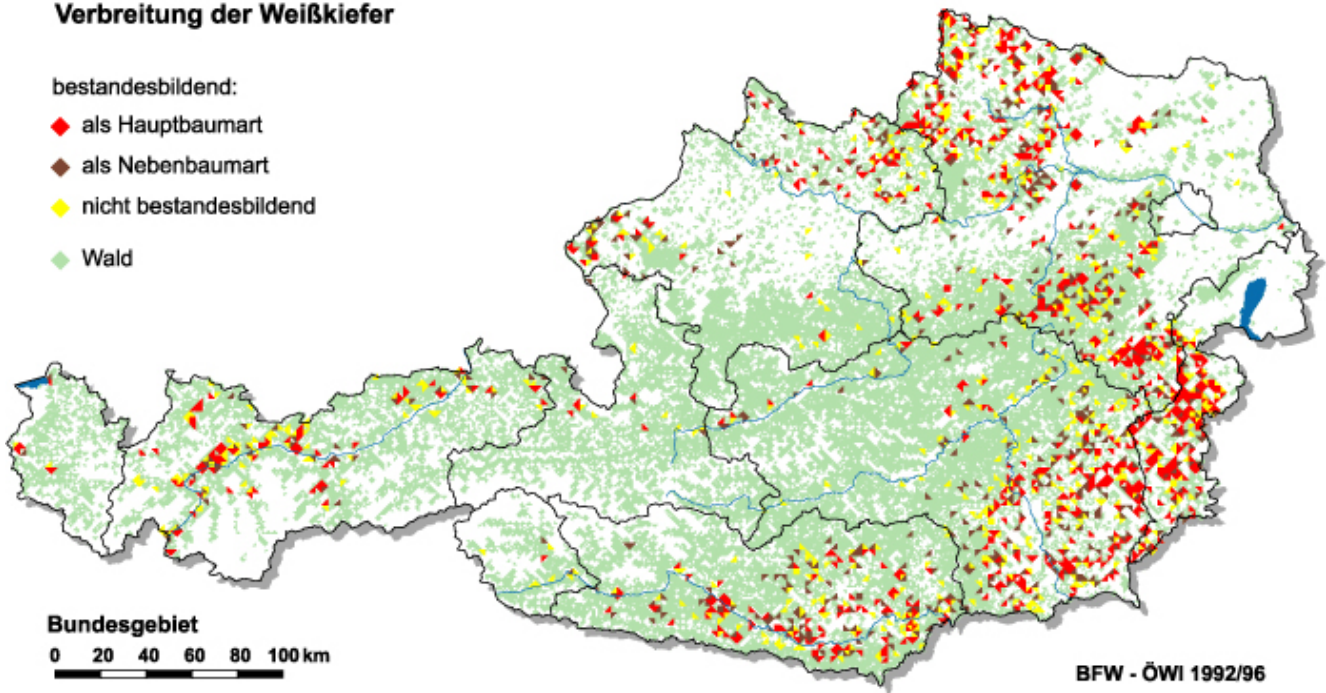 Verbreitung der Weißkiefer
bestandesbildend:
als Hauptbaumart
als Nebenbaumart
nicht bestandesbildend
Wald
Bundesgebiet
0 20 40 60 80 100 km
BFW - ÖWI 1992/96